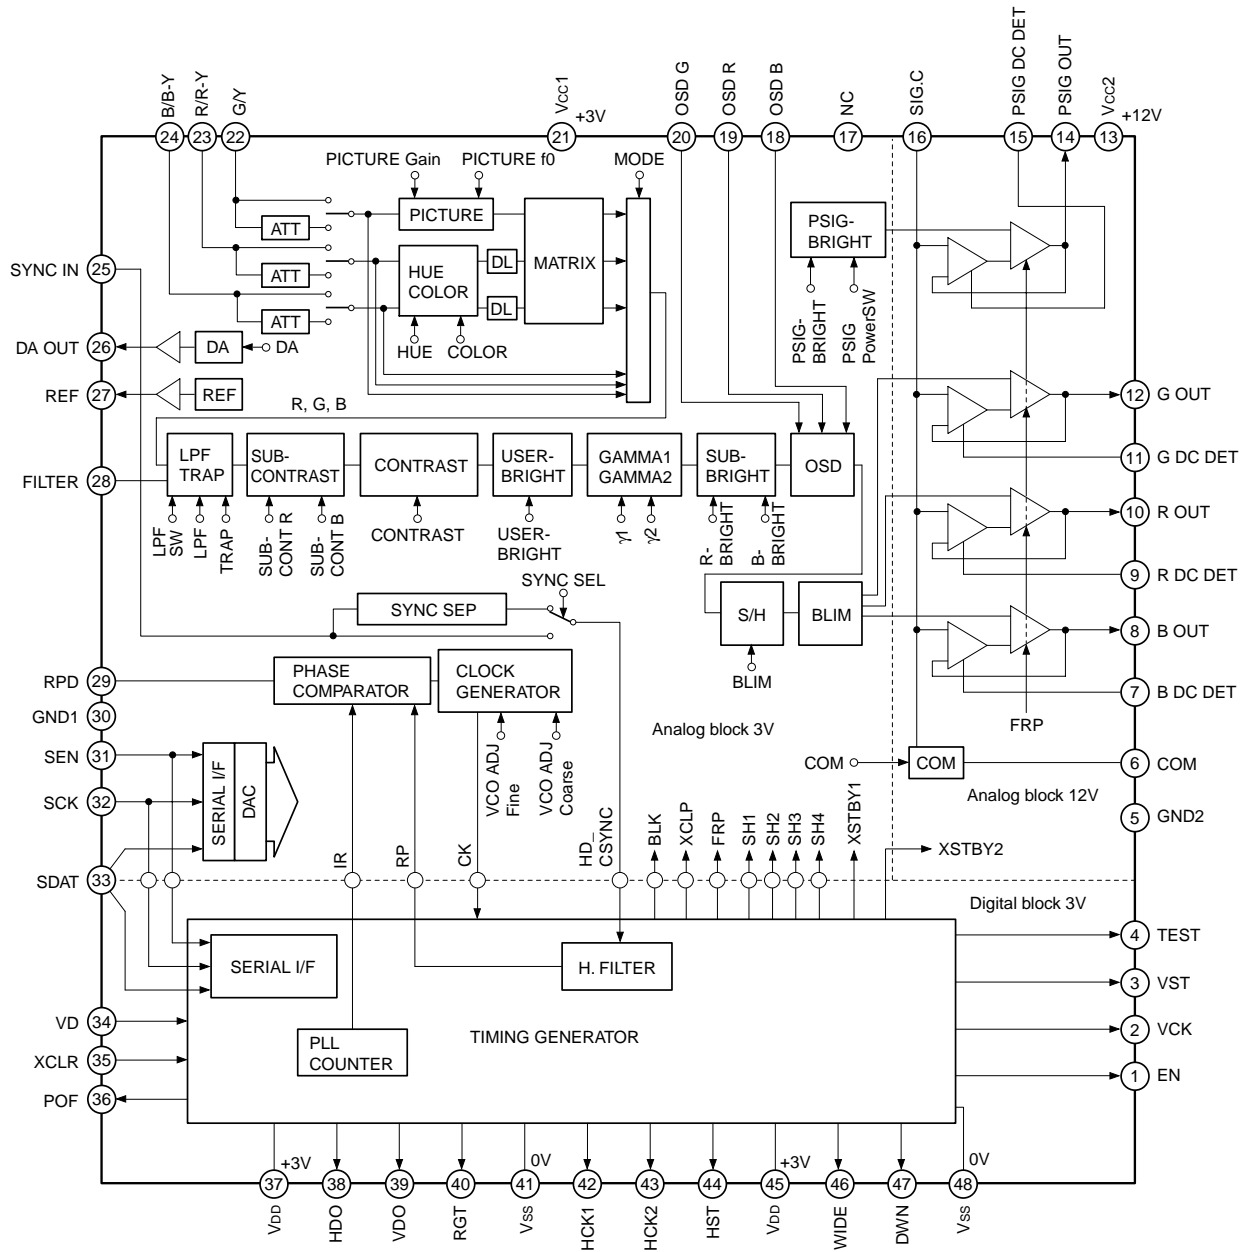 B/B-Y
R/R-Y
G/Y
VCC1
+3V
OSD G
OSD R
OSD B
NC
SIG.C
PSIG DC DET
PSIG OUT
VCC2
+12V
24
23
22
21
20
19
18
17
16
15
14
13
PICTURE Gain
PICTURE f0
MODE
ATT
PICTURE
ATT
HUE
COLOR
DL
DL
MATRIX
ATT
HUE
COLOR
PSIG-
BRIGHT
PSIG-
BRIGHT
PSIG
PowerSW
SYNC IN
25
DA OUT
26
DA
DA
REF
27
REF
R, G, B
12
G OUT
11
G DC DET
FILTER
28
LPF
TRAP
SUB-
CONTRAST
CONTRAST
USER-
BRIGHT
GAMMA1
GAMMA2
SUB-
BRIGHT
OSD
LPF
SW
LPF
TRAP
SUB-
CONT R
SUB-
CONT B
CONTRAST
USER-
BRIGHT
γ1
γ2
R-
BRIGHT
B-
BRIGHT
10
R OUT
9
R DC DET
SYNC SEL
SYNC SEP
S/H
BLIM
BLIM
8
B OUT
7
B DC DET
RPD
29
PHASE
COMPARATOR
CLOCK
GENERATOR
GND1
30
Analog block 3V
FRP
SEN
31
SCK
32
SERIAL I/F
DAC
VCO ADJ
Fine
VCO ADJ
Coarse
COM
COM
6
COM
Analog block 12V
5
GND2
SDAT
33
IR
RP
CK
HD_
CSYNC
BLK
XCLP
FRP
SH1
SH2
SH3
SH4
XSTBY1
XSTBY2
Digital block 3V
SERIAL I/F
H. FILTER
4
TEST
3
VST
VD
34
TIMING GENERATOR
2
VCK
XCLR
35
PLL
COUNTER
1
EN
POF
36
+3V
0V
+3V
0V
37
38
39
40
41
42
43
44
45
46
47
48
VDD
HDO
VDO
RGT
VSS
HCK1
HCK2
HST
VDD
WIDE
DWN
VSS